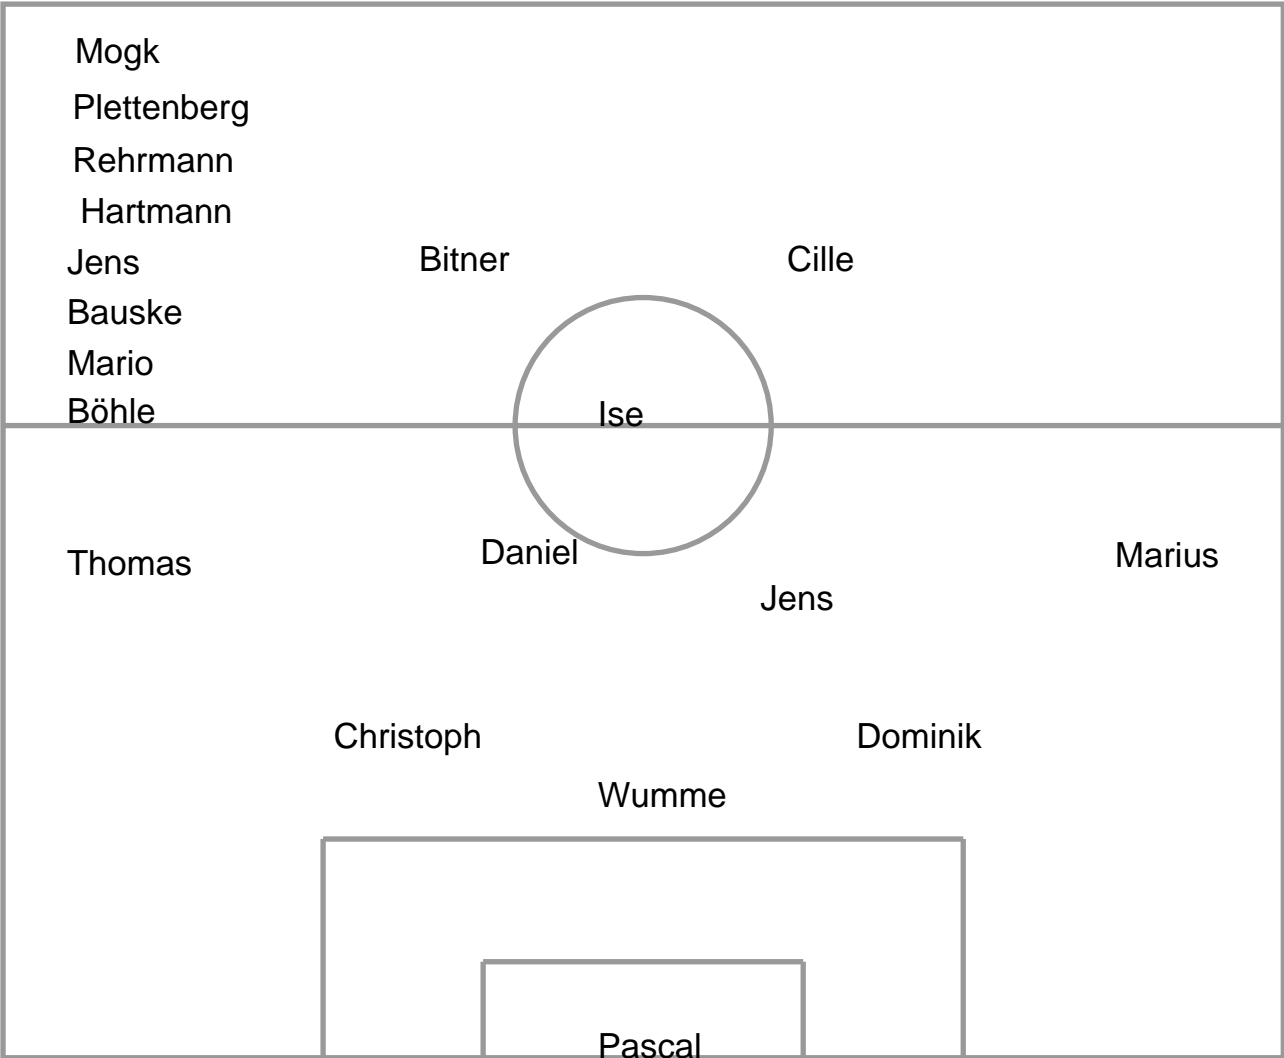 Mogk
Plettenberg
Rehrmann
Hartmann
Jens
Bauske
Mario
Böhle
Bitner
Cille
Ise
Thomas
Daniel
Jens
Marius
Christoph
Dominik
Wumme
Pascal